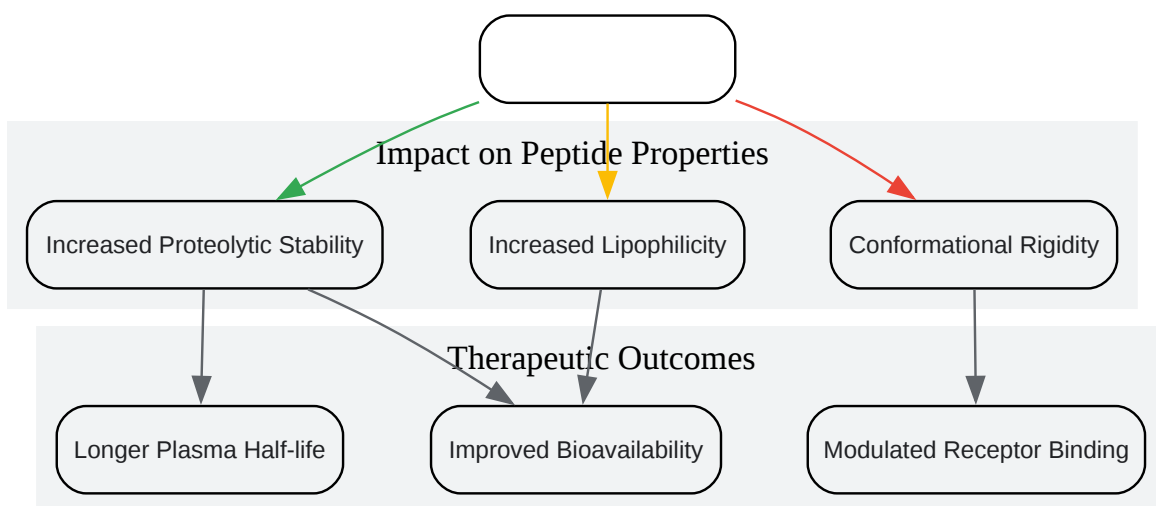 Impact on Peptide Properties
Increased Proteolytic Stability
Increased Lipophilicity
Conformational Rigidity
Therapeutic Outcomes
Longer Plasma Half-life
Improved Bioavailability
Modulated Receptor Binding